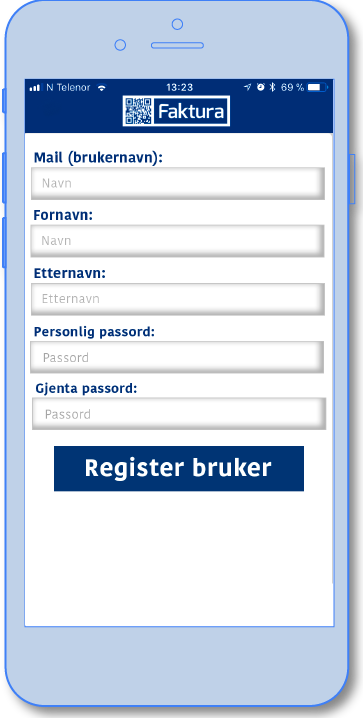 N Telenor 13:23 69 %
Faktura
Mail (brukernavn):
Navn
Fornavn:
Navn
Etternavn:
Etternavn
Personlig passord:
Passord
Gjenta passord:
Passord
Register bruker